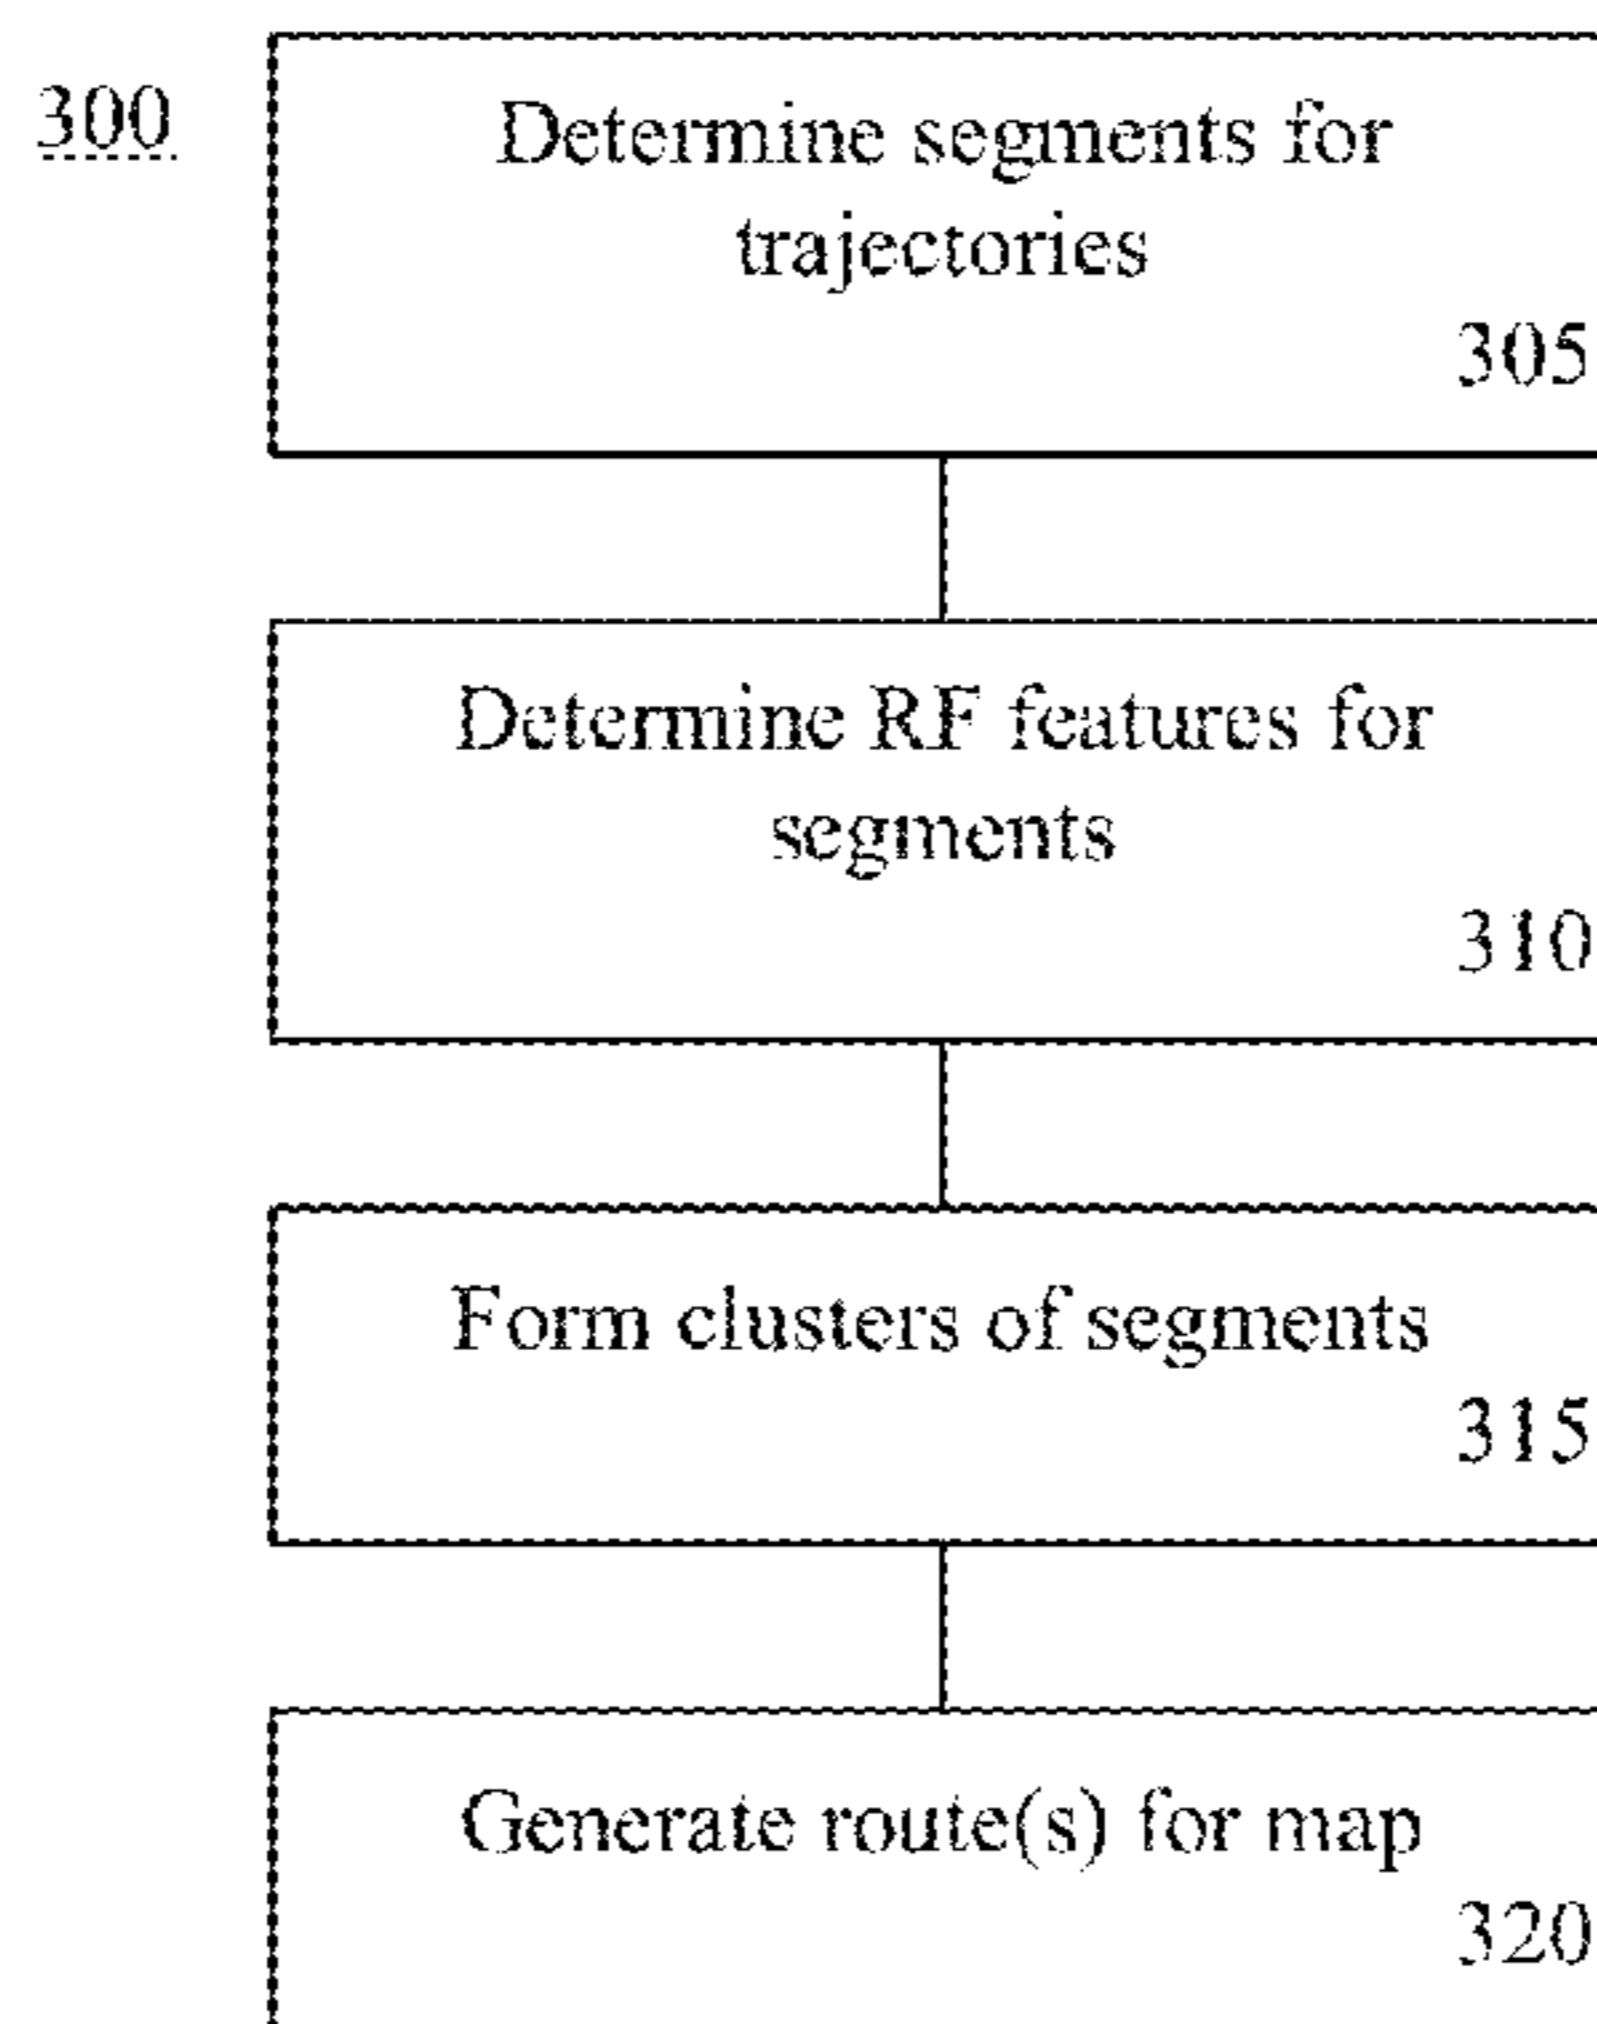 300
Determine segments for
trajectories
305
Determine RF features for
segments
310
Form clusters of segments
315
Generate route(s) for map
320